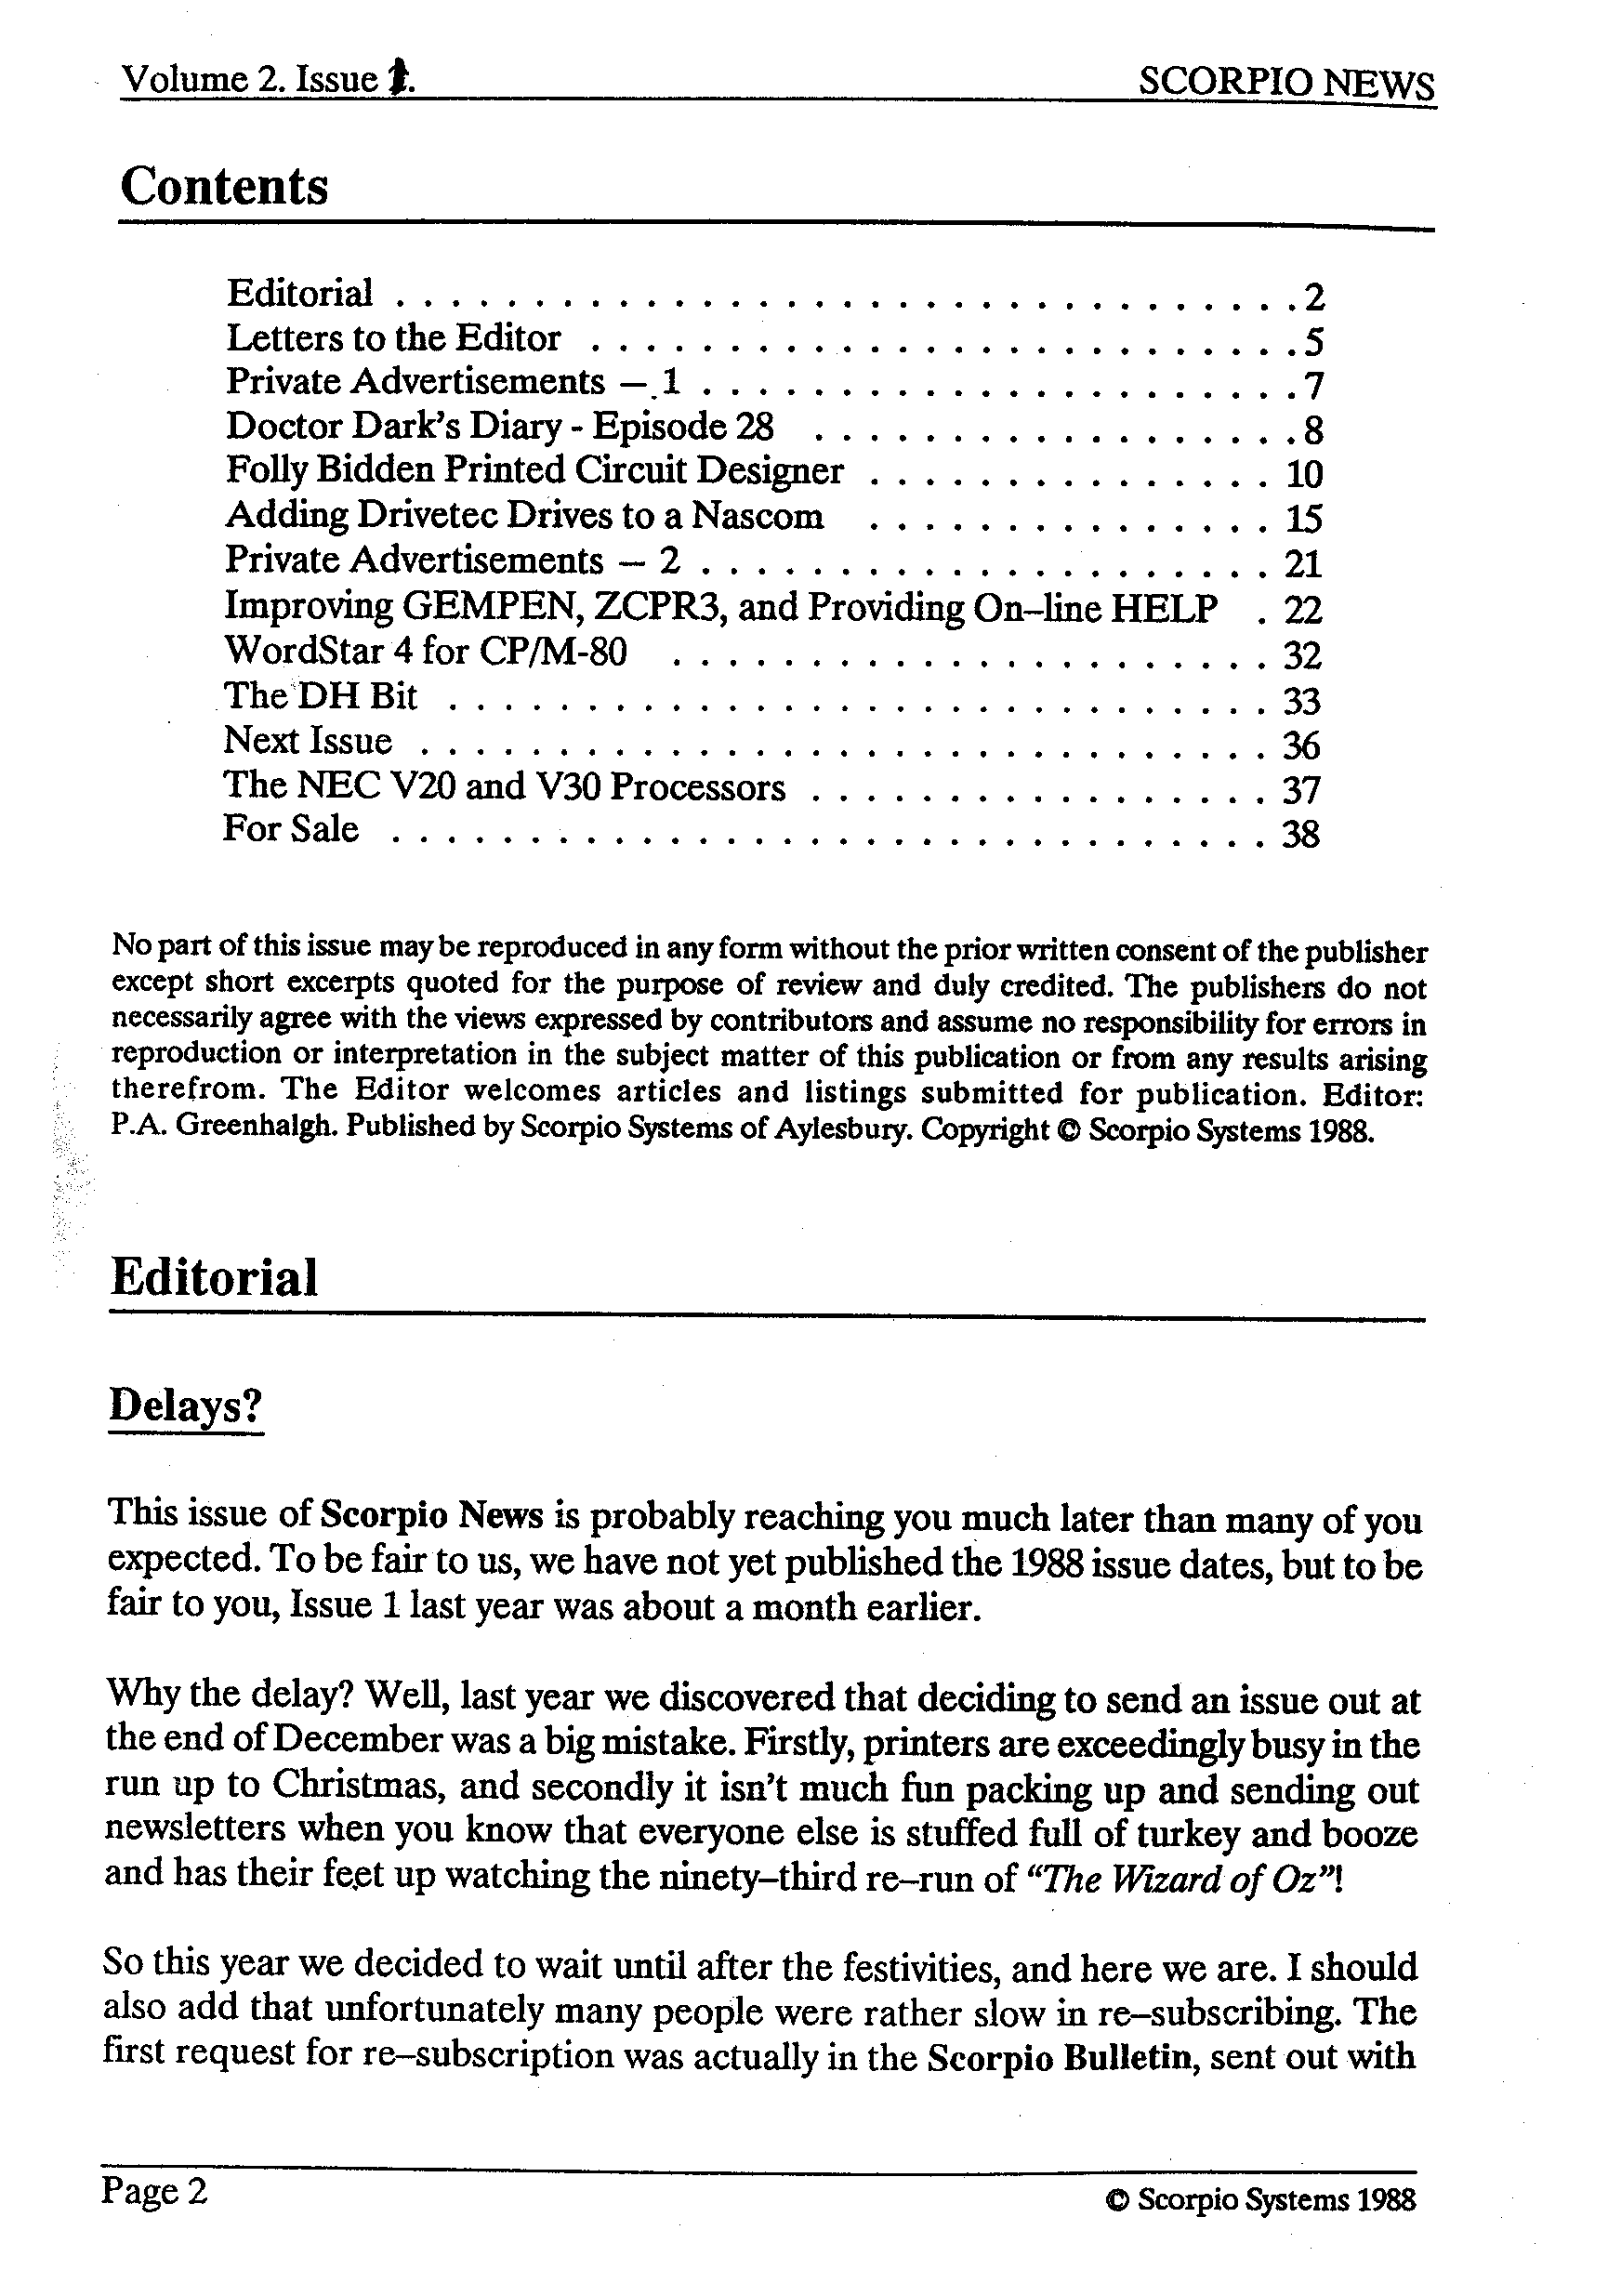 Volume 2. Issue 1. SCORPIO NEWS
Contents
Editorial . . . . . . . . . . . . . . . . . . . . . . . . . . . . . . . . . 2
Letters to the Editor . . . . . . . . . . . . . . . . . . . . . . . . . . 5
Private Advertisements – 1 . . . . . . . . . . . . . . . . . . . . . . 7
Doctor Dark's Diary - Episode 28 . . . . . . . . . . . . . . . . . . 8
Folly Bidden Printed Circuit Designer . . . . . . . . . . . . . . . 10
Adding Drivetec Drives to a Nascom . . . . . . . . . . . . . . . 15
Private Advertisements – 2 . . . . . . . . . . . . . . . . . . . . . 21
Improving GEMPEN, ZCPR3, and Providing On–line HELP . 22
WordStar 4 for CP/M-80 . . . . . . . . . . . . . . . . . . . . . . 32
The DH Bit . . . . . . . . . . . . . . . . . . . . . . . . . . . . . . 33
Next Issue . . . . . . . . . . . . . . . . . . . . . . . . . . . . . . . 36
The NEC V20 and V30 Processors . . . . . . . . . . . . . . . . . 37
For Sale . . . . . . . . . . . . . . . . . . . . . . . . . . . . . . . . 38
No part of this issue may be reproduced in any form without the prior written consent of the publisher
except short excerpts quoted for the purpose of review and duly credited. The publishers do not
necessarily agree with the views expressed by contributors and assume no responsibility for errors in
reproduction or interpretation in the subject matter of this publication or from any results arising
therefrom. The Editor welcomes articles and listings submitted for publication. Editor:
P.A. Greenhalgh. Published by Scorpio Systems of Aylesbury. Copyright © Scorpio Systems 1988.
Editorial
Delays?
This issue of Scorpio News is probably reaching you much later than many of you
expected. To be fair to us, we have not yet published the 1988 issue dates, but to be
fair to you, Issue 1 last year was about a month earlier.
Why the delay? Well, last year we discovered that deciding to send an issue out at
the end of December was a big mistake. Firstly, printers are exceedingly busy in the
run up to Christmas, and secondly it isn't much fun packing up and sending out
newsletters when you know that everyone else is stuffed full of turkey and booze
and has their feet up watching the ninety–third re–run of “The Wizard of Oz”!
So this year we decided to wait until after the festivities, and here we are. I should
also add that unfortunately many people were rather slow in re–subscribing. The
first request for re–subscription was actually in the Scorpio Bulletin, sent out with
Page 2 © Scorpio Systems 1988